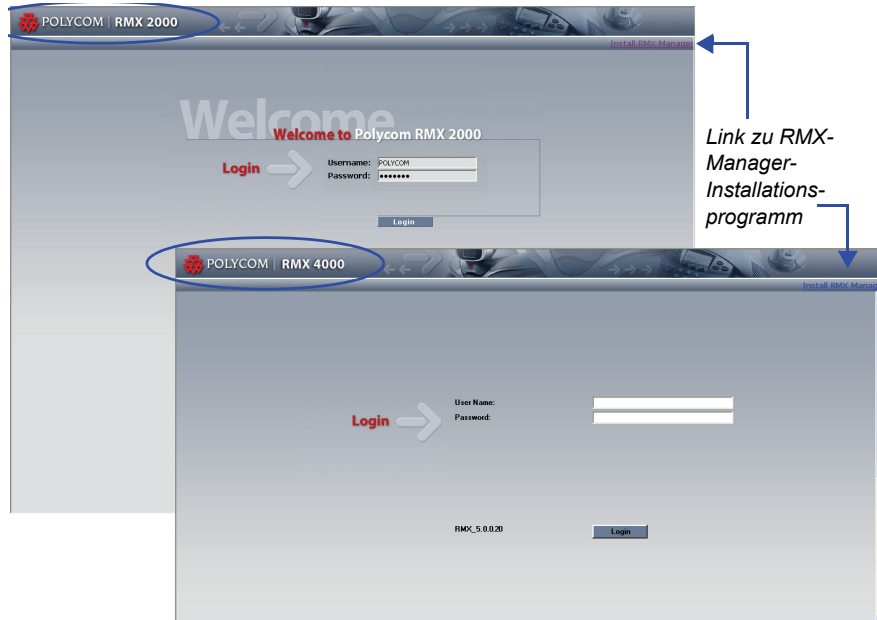 POLYCOM | RMX 2000
Install RMX Manager
Welcome
Welcome to Polycom RMX 2000
Login
Username: POLYCOM
Password: •••••••
Login
Link zu RMX-
Manager-
Installations-
programm
POLYCOM | RMX 4000
Install RMX Manag
User Name:
Login
Password:
RMX_5.0.0.20
Login